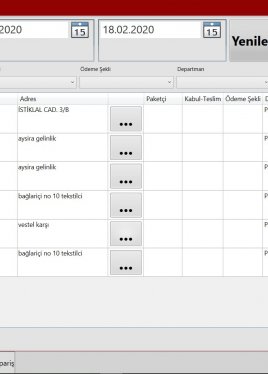 2020 15 18.02.2020 15 Yenile
Ödeme Şekli Departman
Adres Paketçi Kabul-Teslim Ödeme Şekli D
İSTİKLAL CAD. 3/B ... P
aysira gelinlik ... P
aysira gelinlik ... P
bağlariçi no 10 tekstilci ... P
vestel karşı ... P
bağlariçi no 10 tekstilci ... P
pariş